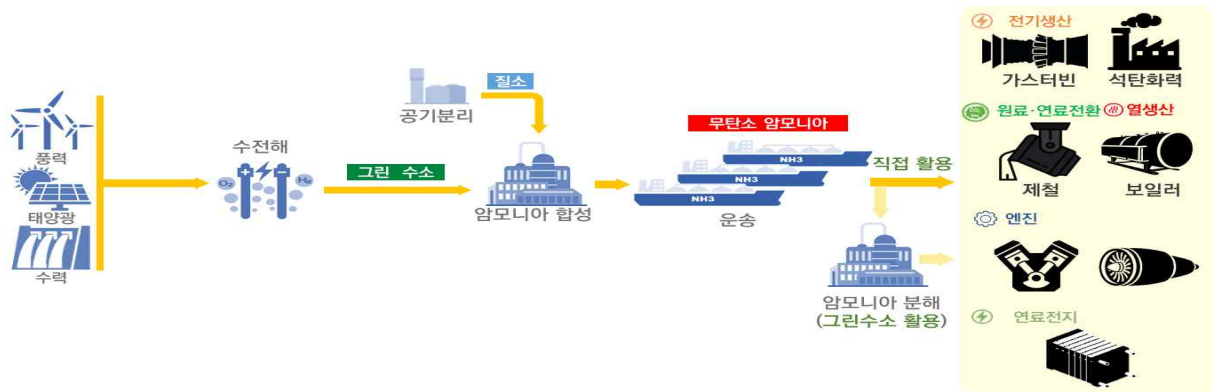 풍력
태양광
수력
수전해
O₂
H₂
그린 수소
공기분리
질소
암모니아 합성
무탄소 암모니아
NH3
NH3
NH3
운송
직접 활용
암모니아 분해
(그린수소 활용)
전기생산
가스터빈
석탄화력
원료·연료전환
열생산
제철
보일러
엔진
연료전지